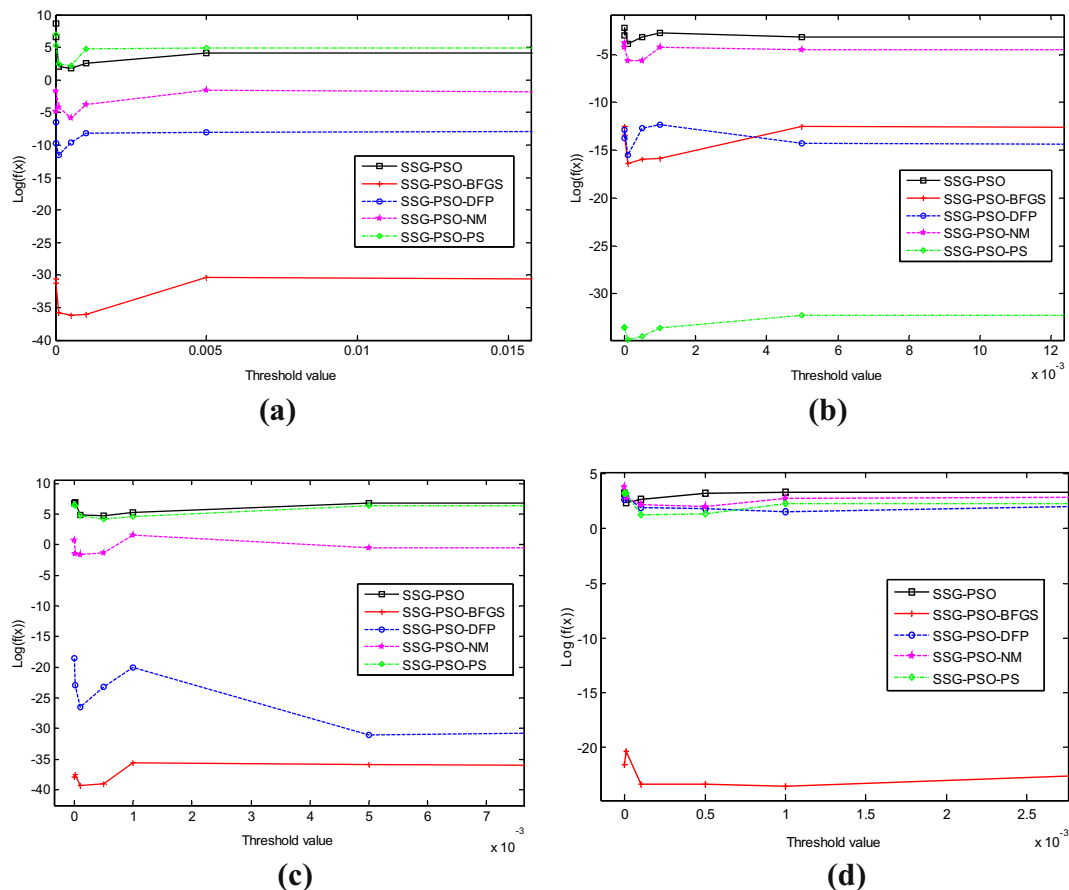 10
5
0
-5
-10
-15
-20
-25
-30
-35
-40
Log(f(x))
0
0.005
0.01
0.015
Threshold value
SSG-PSO
SSG-PSO-BFGS
SSG-PSO-DFP
SSG-PSO-NM
SSG-PSO-PS
(a)
-5
-10
-15
-20
-25
-30
Log(f(x))
0
2
4
6
8
10
12
Threshold value
x 10⁻³
SSG-PSO
SSG-PSO-BFGS
SSG-PSO-DFP
SSG-PSO-NM
SSG-PSO-PS
(b)
10
5
0
-5
-10
-15
-20
-25
-30
-35
-40
Log(f(x))
0
1
2
3
4
5
6
7
Threshold value
x 10⁻³
SSG-PSO
SSG-PSO-BFGS
SSG-PSO-DFP
SSG-PSO-NM
SSG-PSO-PS
(c)
5
0
-5
-10
-15
-20
Log(f(x))
0
0.5
1
1.5
2
2.5
Threshold value
x 10⁻³
SSG-PSO
SSG-PSO-BFGS
SSG-PSO-DFP
SSG-PSO-NM
SSG-PSO-PS
(d)